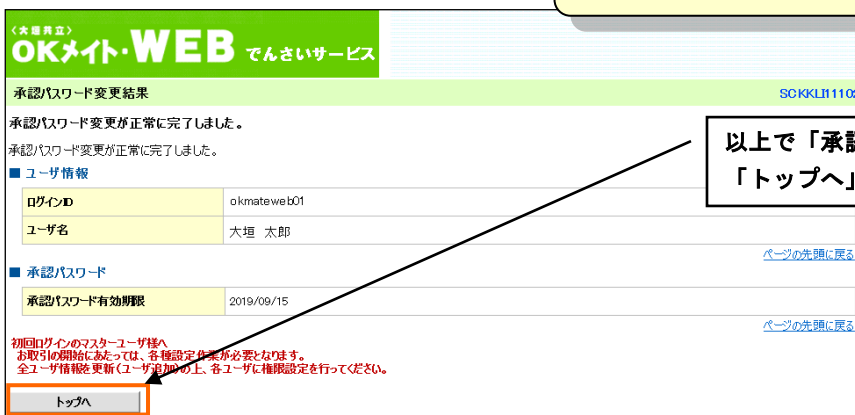 〈大垣共立〉
OKメイト・WEB でんさいサービス
承認パスワード変更結果 SCKKLI1110
承認パスワード変更が正常に完了しました。
承認パスワード変更が正常に完了しました。
以上で「承認
「トップへ」
■ ユーザ情報
ログインID okmateweb01
ユーザ名 大垣 太郎
ページの先頭に戻る
■ 承認パスワード
承認パスワード有効期限 2019/09/15
ページの先頭に戻る
初回ログインのマスターユーザ様へ
お取引の開始にあたっては、各種設定作業が必要となります。
全ユーザ情報を更新(ユーザ追加)の上、各ユーザに権限設定を行ってください。
トップへ